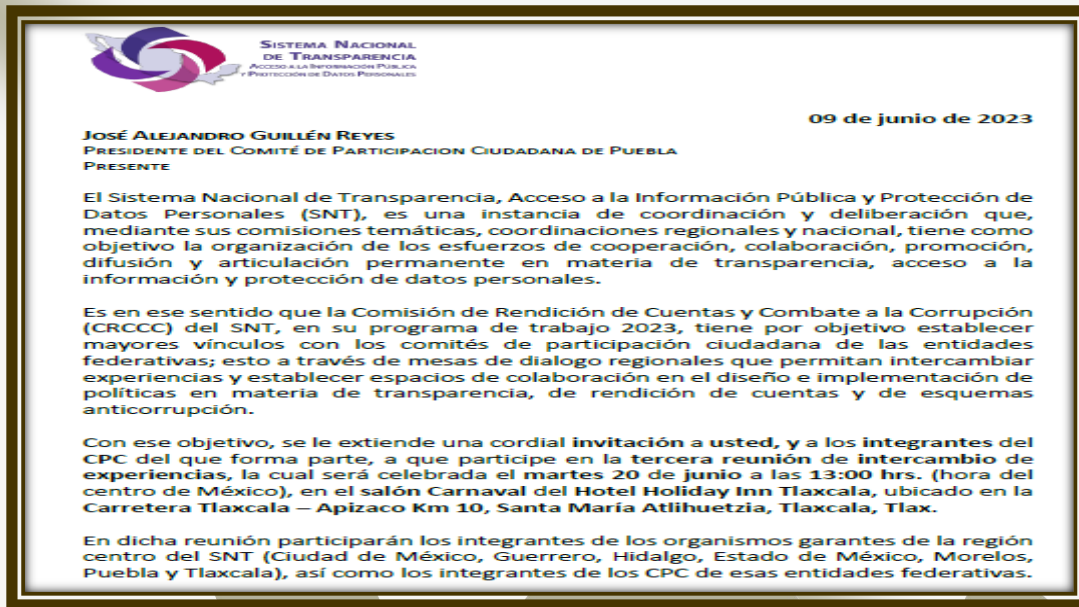 SISTEMA NACIONAL
DE TRANSPARENCIA
ACCESO A LA INFORMACIÓN PÚBLICA
Y PROTECCIÓN DE DATOS PERSONALES
09 de junio de 2023
JOSÉ ALEJANDRO GUILLÉN REYES
PRESIDENTE DEL COMITÉ DE PARTICIPACION CIUDADANA DE PUEBLA
PRESENTE
El Sistema Nacional de Transparencia, Acceso a la Información Pública y Protección de
Datos Personales (SNT), es una instancia de coordinación y deliberación que,
mediante sus comisiones temáticas, coordinaciones regionales y nacional, tiene como
objetivo la organización de los esfuerzos de cooperación, colaboración, promoción,
difusión y articulación permanente en materia de transparencia, acceso a la
información y protección de datos personales.
Es en ese sentido que la Comisión de Rendición de Cuentas y Combate a la Corrupción
(CRCCC) del SNT, en su programa de trabajo 2023, tiene por objetivo establecer
mayores vínculos con los comités de participación ciudadana de las entidades
federativas; esto a través de mesas de dialogo regionales que permitan intercambiar
experiencias y establecer espacios de colaboración en el diseño e implementación de
políticas en materia de transparencia, de rendición de cuentas y de esquemas
anticorrupción.
Con ese objetivo, se le extiende una cordial invitación a usted, y a los integrantes del
CPC del que forma parte, a que participe en la tercera reunión de intercambio de
experiencias, la cual será celebrada el martes 20 de junio a las 13:00 hrs. (hora del
centro de México), en el salón Carnaval del Hotel Holiday Inn Tlaxcala, ubicado en la
Carretera Tlaxcala – Apizaco Km 10, Santa María Atlihuetzia, Tlaxcala, Tlax.
En dicha reunión participarán los integrantes de los organismos garantes de la región
centro del SNT (Ciudad de México, Guerrero, Hidalgo, Estado de México, Morelos,
Puebla y Tlaxcala), así como los integrantes de los CPC de esas entidades federativas.